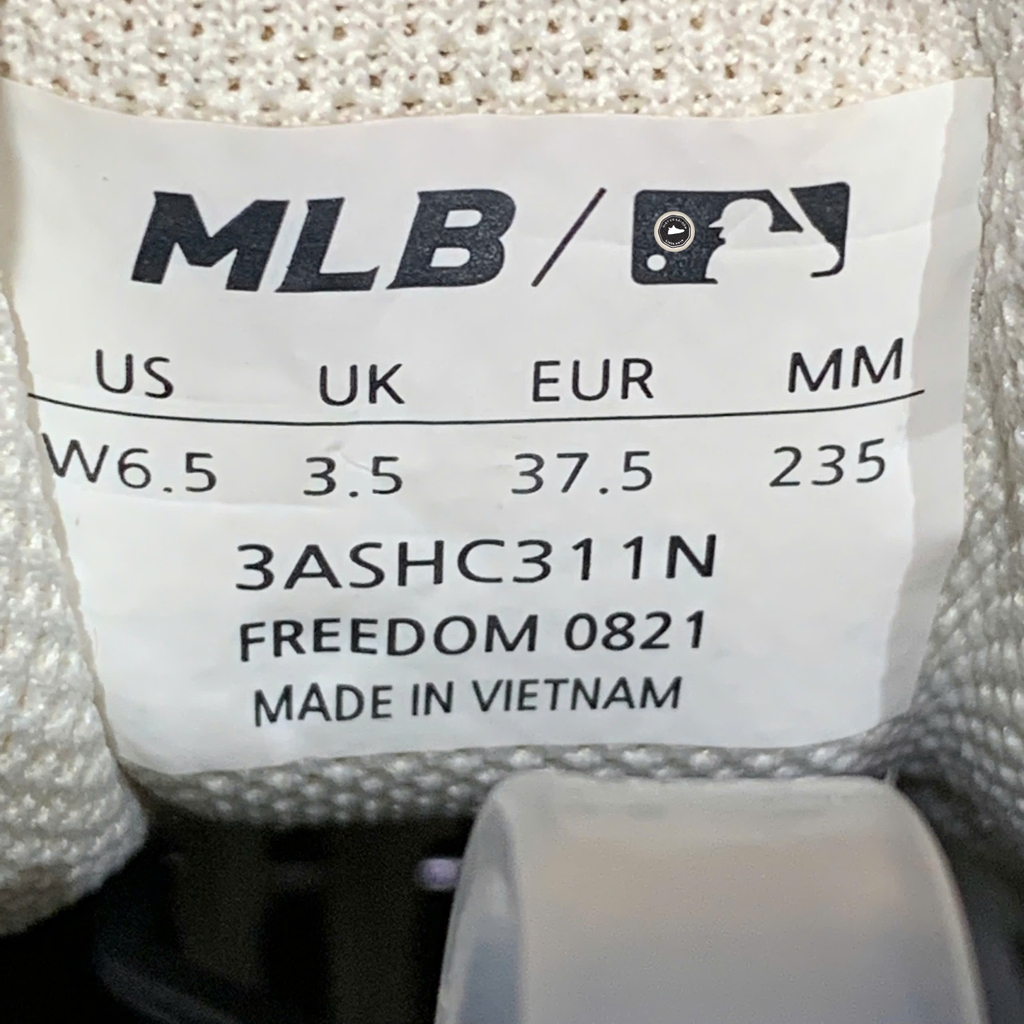 MLB /
US UK EUR MM
W6.5 3.5 37.5 235
3ASHC311N
FREEDOM 0821
MADE IN VIETNAM